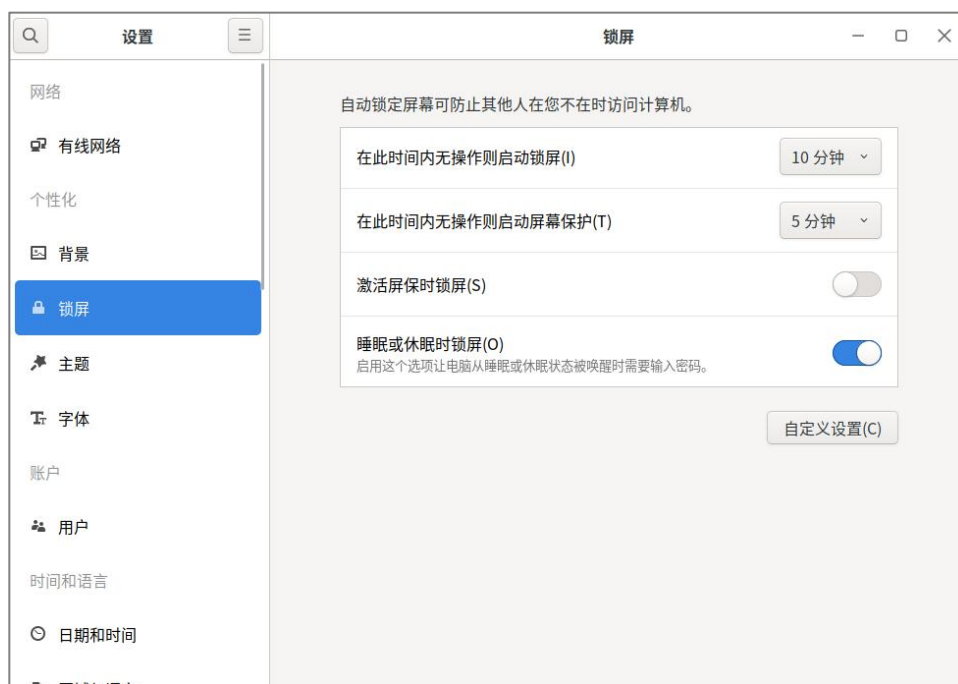 设置
锁屏
网络
有线网络
个性化
背景
锁屏
主题
字体
账户
用户
时间和语言
日期和时间
自动锁定屏幕可防止其他人在您不在时访问计算机。
在此时间内无操作则启动锁屏(I)
10 分钟
在此时间内无操作则启动屏幕保护(T)
5 分钟
激活屏保时锁屏(S)
睡眠或休眠时锁屏(O)
启用这个选项让电脑从睡眠或休眠状态被唤醒时需要输入密码。
自定义设置(C)